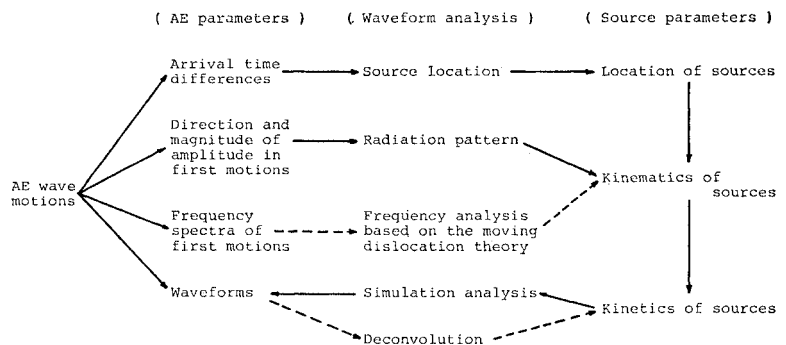 ( AE parameters ) ( Waveform analysis ) ( Source parameters )
Arrival time
differences
Source location
Location of sources
Direction and
magnitude of
amplitude in
first motions
Radiation pattern
Kinematics of
sources
AE wave
motions
Frequency
spectra of
first motions
Frequency analysis
based on the moving
dislocation theory
Waveforms
Simulation analysis
Kinetics of sources
Deconvolution